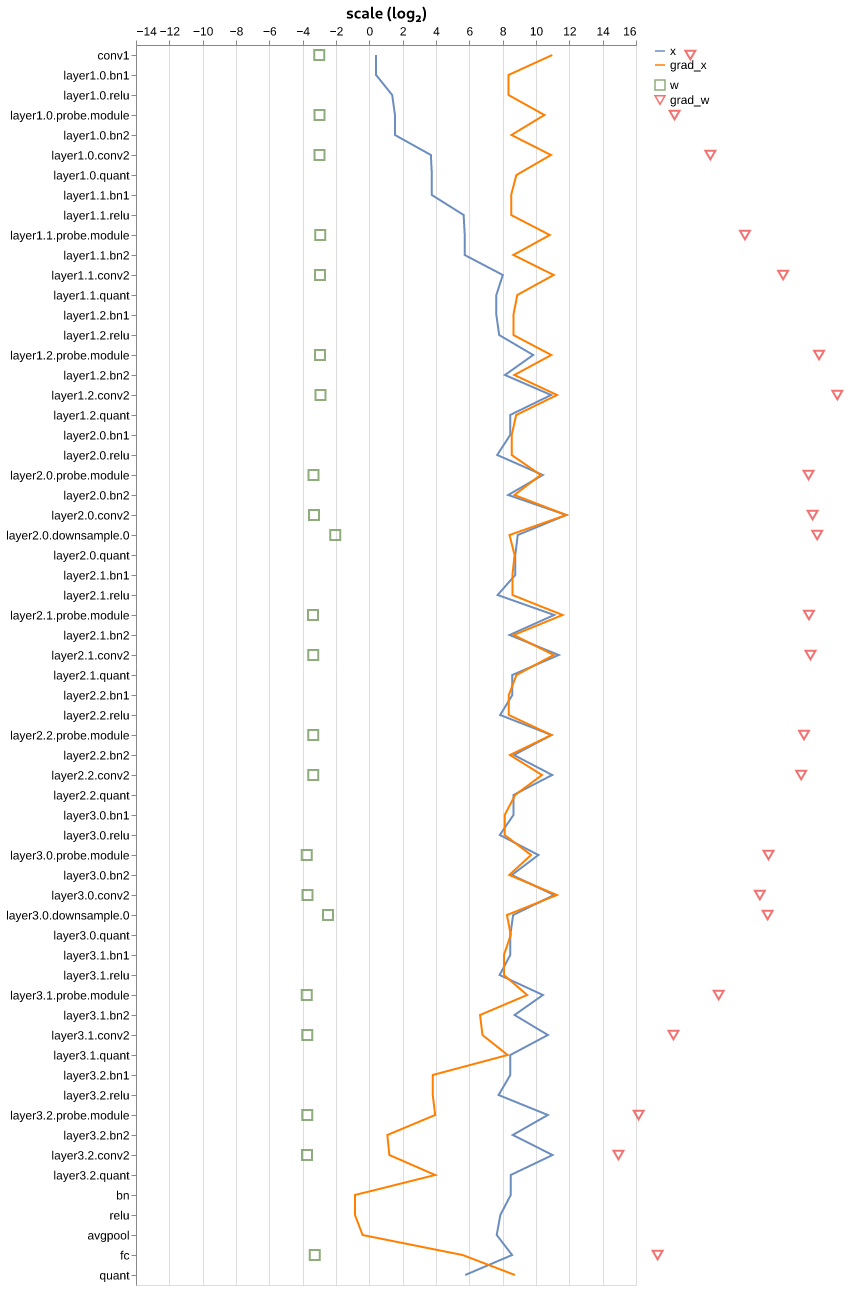 scale (log₂)
−14 −12 −10 −8 −6 −4 −2 0 2 4 6 8 10 12 14 16
x
grad_x
w
grad_w
conv1
layer1.0.bn1
layer1.0.relu
layer1.0.probe.module
layer1.0.bn2
layer1.0.conv2
layer1.0.quant
layer1.1.bn1
layer1.1.relu
layer1.1.probe.module
layer1.1.bn2
layer1.1.conv2
layer1.1.quant
layer1.2.bn1
layer1.2.relu
layer1.2.probe.module
layer1.2.bn2
layer1.2.conv2
layer1.2.quant
layer2.0.bn1
layer2.0.relu
layer2.0.probe.module
layer2.0.bn2
layer2.0.conv2
layer2.0.downsample.0
layer2.0.quant
layer2.1.bn1
layer2.1.relu
layer2.1.probe.module
layer2.1.bn2
layer2.1.conv2
layer2.1.quant
layer2.2.bn1
layer2.2.relu
layer2.2.probe.module
layer2.2.bn2
layer2.2.conv2
layer2.2.quant
layer3.0.bn1
layer3.0.relu
layer3.0.probe.module
layer3.0.bn2
layer3.0.conv2
layer3.0.downsample.0
layer3.0.quant
layer3.1.bn1
layer3.1.relu
layer3.1.probe.module
layer3.1.bn2
layer3.1.conv2
layer3.1.quant
layer3.2.bn1
layer3.2.relu
layer3.2.probe.module
layer3.2.bn2
layer3.2.conv2
layer3.2.quant
bn
relu
avgpool
fc
quant